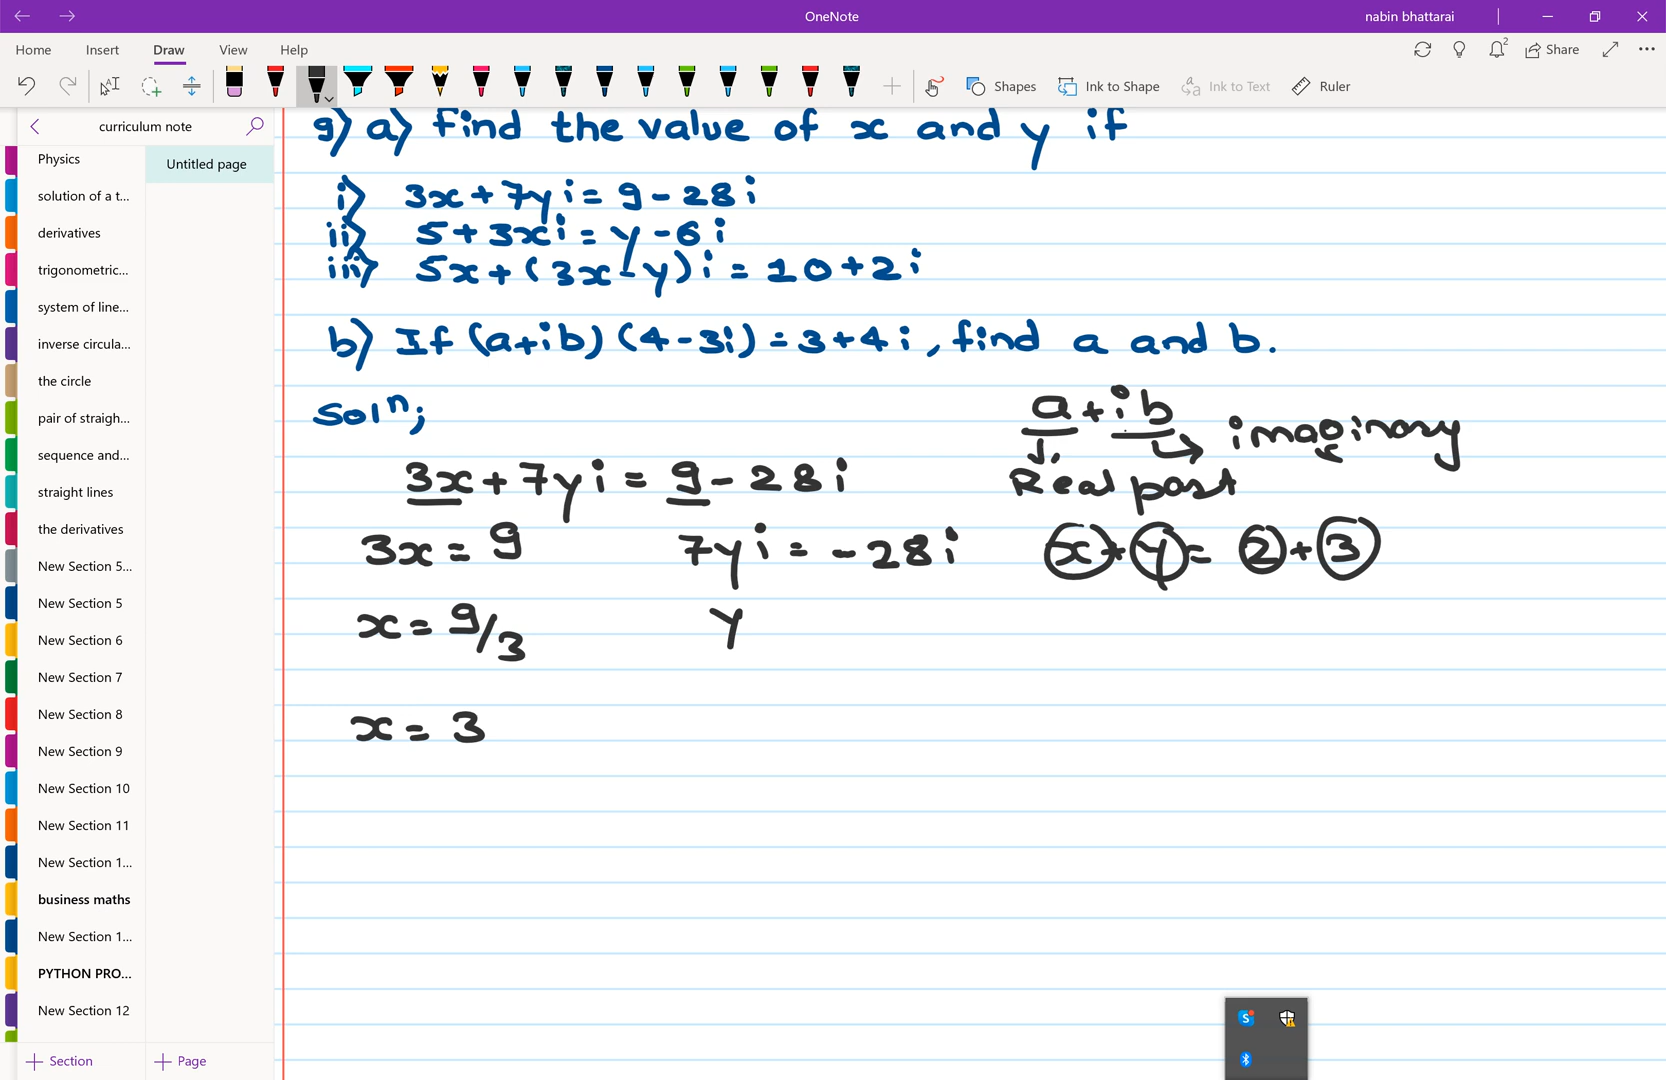 OneNote
nabin bhattarai
Home Insert Draw View Help
2 Share
Shapes Ink to Shape Ink to Text Ruler
curriculum note
Untitled page
Physics
solution of a t...
derivatives
trigonometric...
system of line...
inverse circula...
the circle
pair of straigh...
sequence and...
straight lines
the derivatives
New Section 5...
New Section 5
New Section 6
New Section 7
New Section 8
New Section 9
New Section 10
New Section 11
New Section 1...
business maths
New Section 1...
PYTHON PRO...
New Section 12
+ Section + Page
g) a) find the value of x and y if
i) 3x+7yi = 9-28i
ii) 5+3xi = y-6i
iii) 5x+(3x-y)i = 10+2i
b) If (a+ib)(4-3i) = 3+4i, find a and b.
Solⁿ;
a+ib
imaginary
Real part
3x+7yi = 9-28i
3x = 9 7yi = -28i x+y = 2+3
x = 9/3 y
x = 3